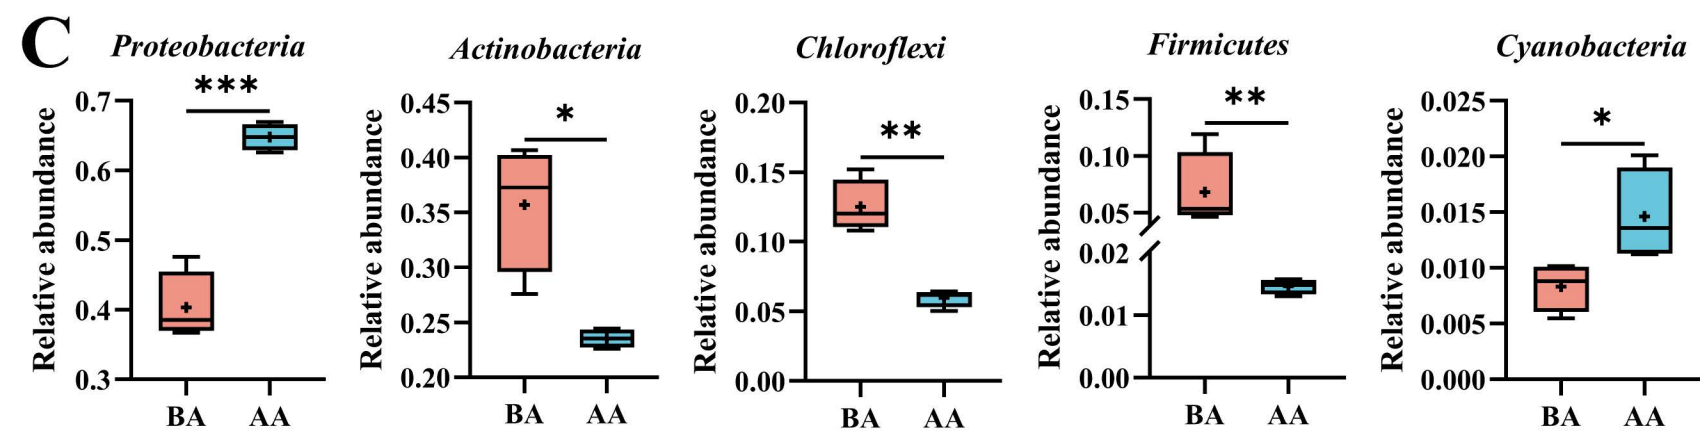 C
Proteobacteria
***
Relative abundance
0.7
0.6
0.5
0.4
0.3
BA AA
Actinobacteria
*
Relative abundance
0.45
0.40
0.35
0.30
0.25
0.20
BA AA
Chloroflexi
**
Relative abundance
0.20
0.15
0.10
0.05
0.00
BA AA
Firmicutes
**
Relative abundance
0.15
0.10
0.05
0.02
0.01
0.00
BA AA
Cyanobacteria
*
Relative abundance
0.025
0.020
0.015
0.010
0.005
0.000
BA AA